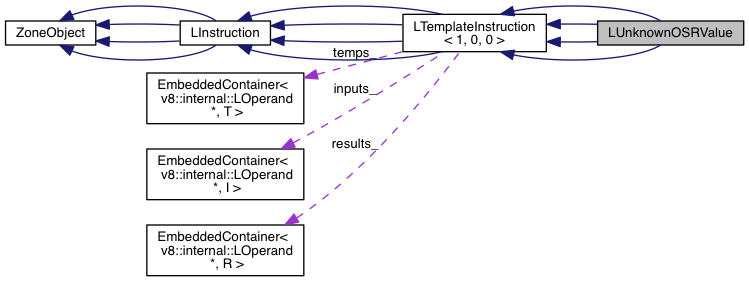 ZoneObject
LInstruction
LTemplateInstruction
< 1, 0, 0 >
LUnknownOSRValue
temps_
EmbeddedContainer<
v8::internal::LOperand
*, T >
inputs_
EmbeddedContainer<
v8::internal::LOperand
*, I >
results_
EmbeddedContainer<
v8::internal::LOperand
*, R >